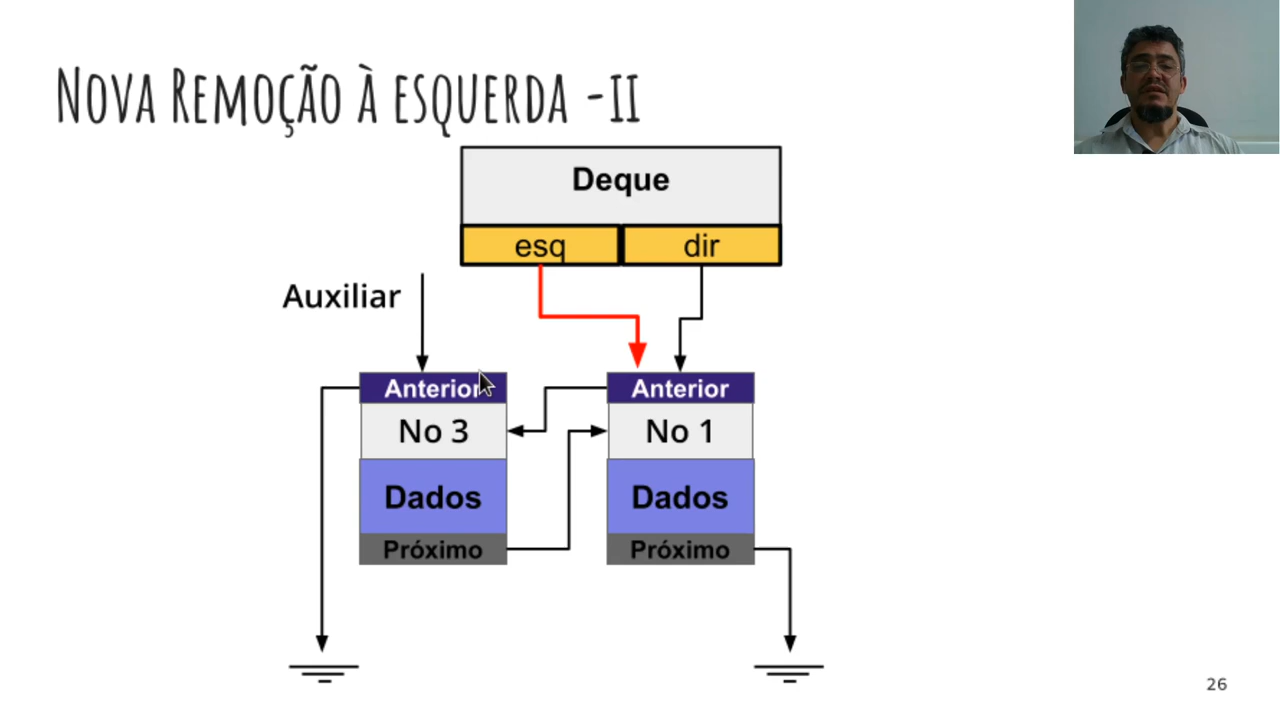 Nova Remoção à esquerda -II
Deque
esq dir
Auxiliar
Anterior Anterior
No 3 No 1
Dados Dados
Próximo Próximo
26